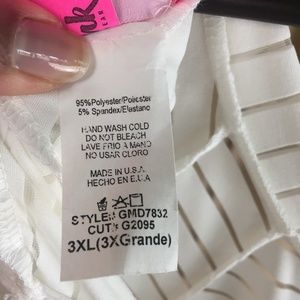 nk
95%Polyester/Poliester
5% Spandex/Elastano
HAND WASH COLD
DO NOT BLEACH
LAVE FRIO A MANO
NO USAR CLORO
MADE IN U.S.A
HECHO EN E.U.A
STYLE# GMD7832
CUT# G2095
3XL(3XGrande)